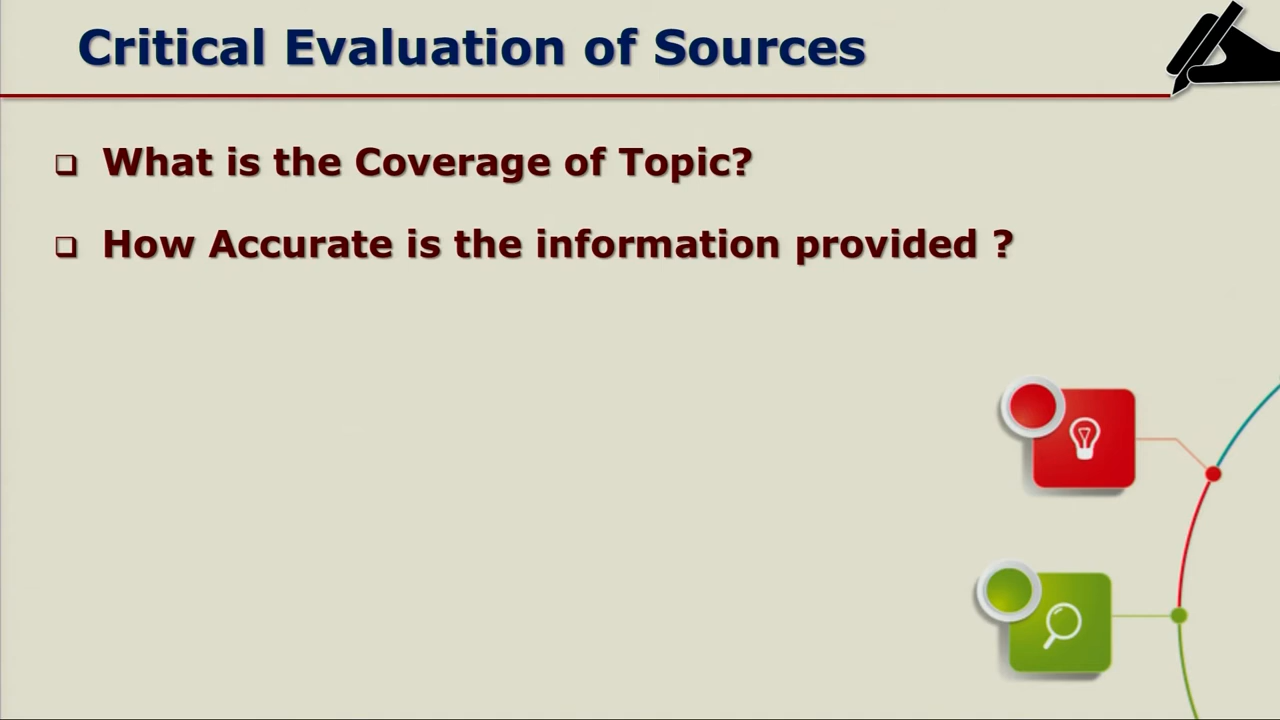 Critical Evaluation of Sources
What is the Coverage of Topic?
How Accurate is the information provided ?